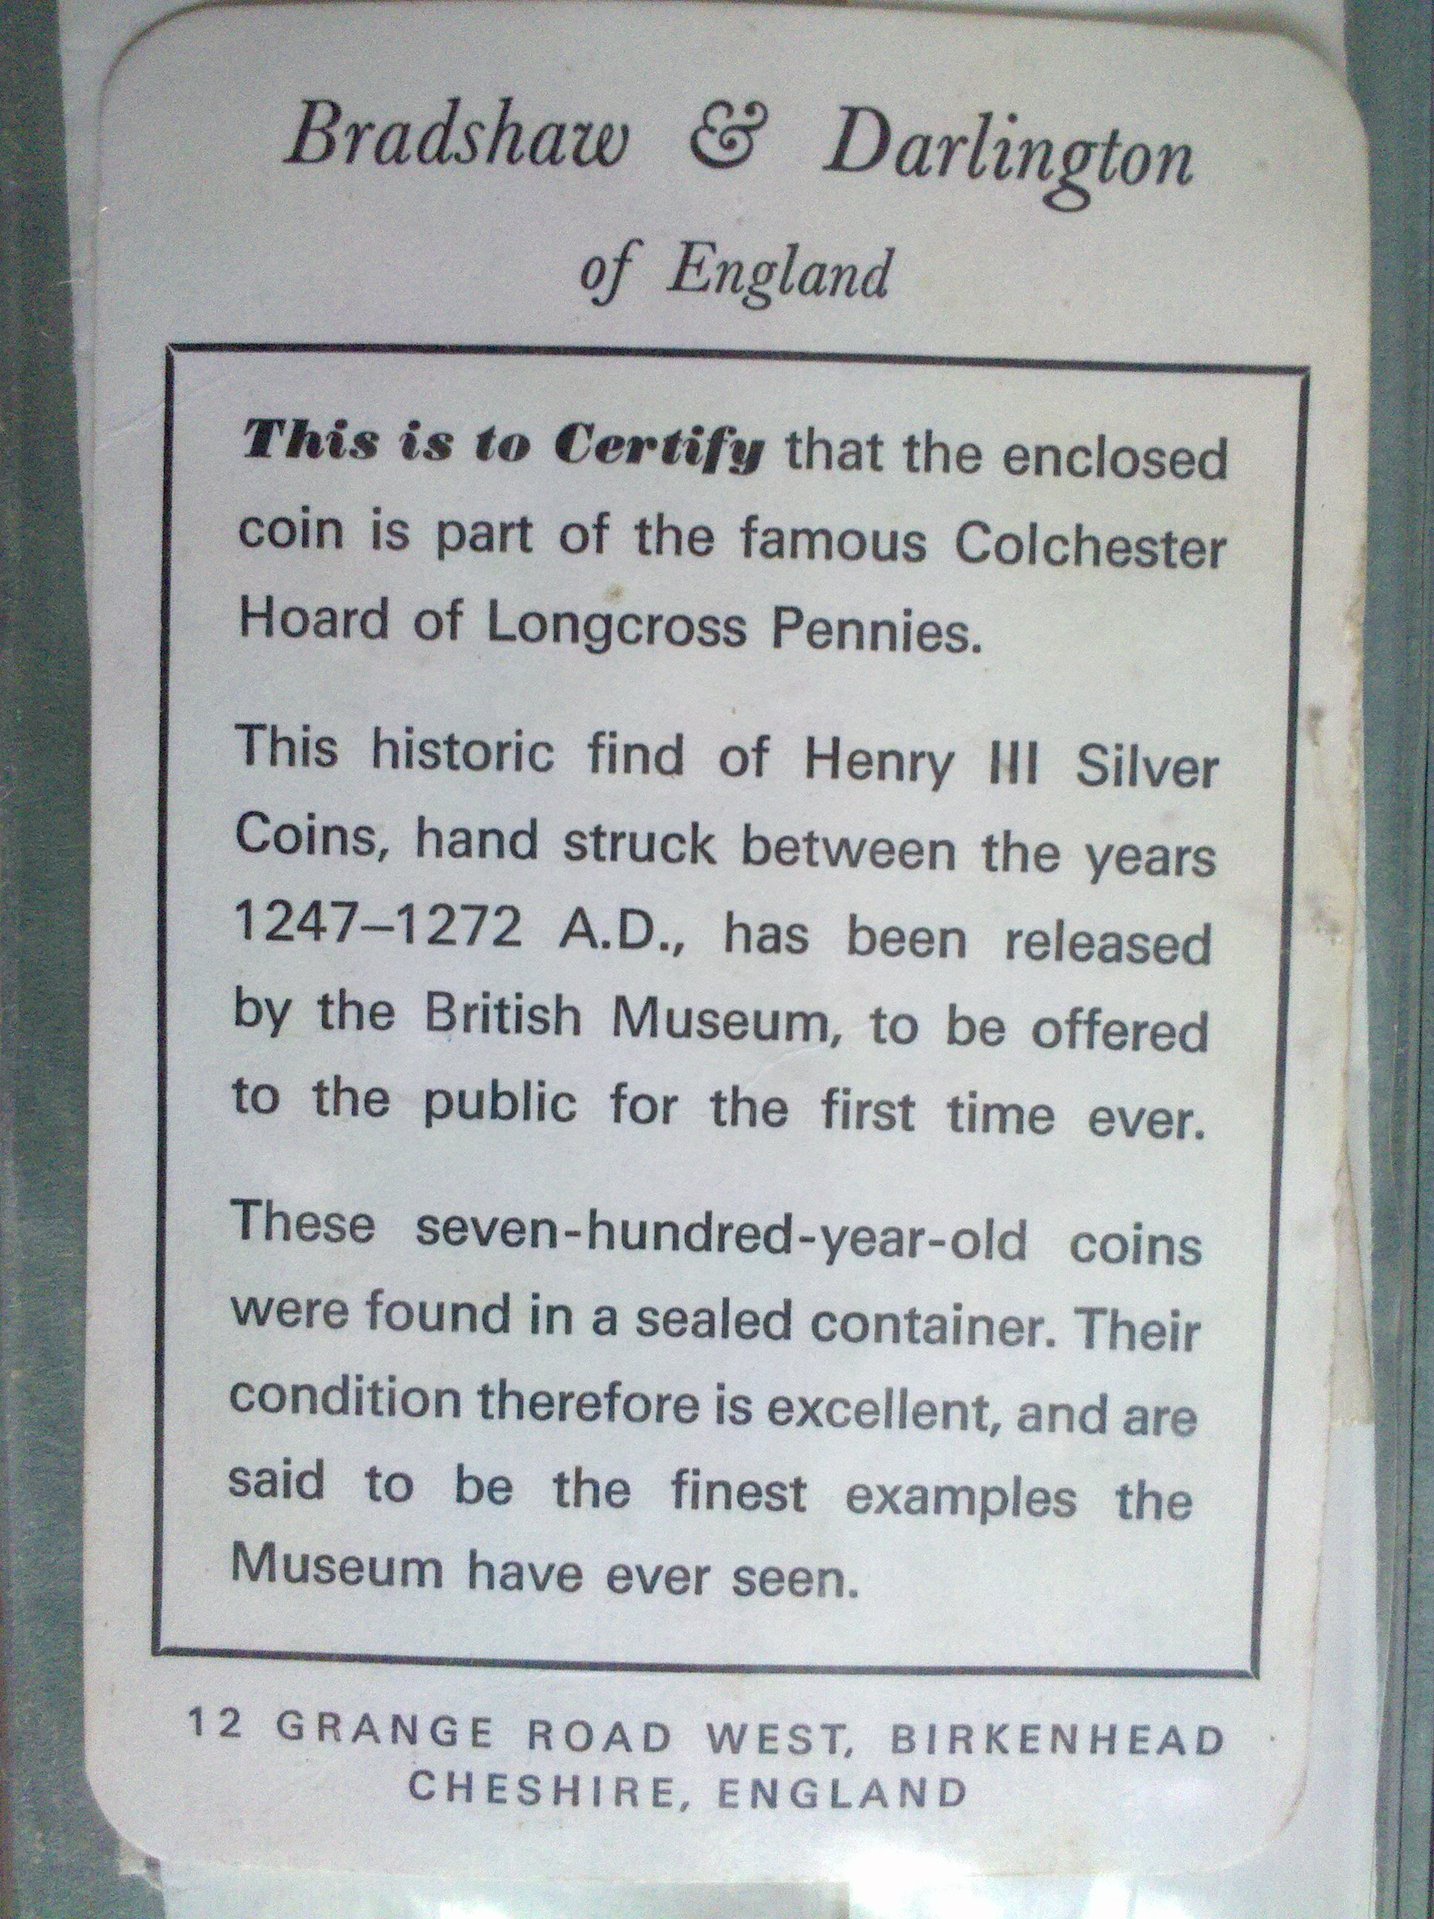 Bradshaw & Darlington
of England
This is to Certify that the enclosed
coin is part of the famous Colchester
Hoard of Longcross Pennies.
This historic find of Henry III Silver
Coins, hand struck between the years
1247–1272 A.D., has been released
by the British Museum, to be offered
to the public for the first time ever.
These seven-hundred-year-old coins
were found in a sealed container. Their
condition therefore is excellent, and are
said to be the finest examples the
Museum have ever seen.
12 GRANGE ROAD WEST, BIRKENHEAD
CHESHIRE, ENGLAND